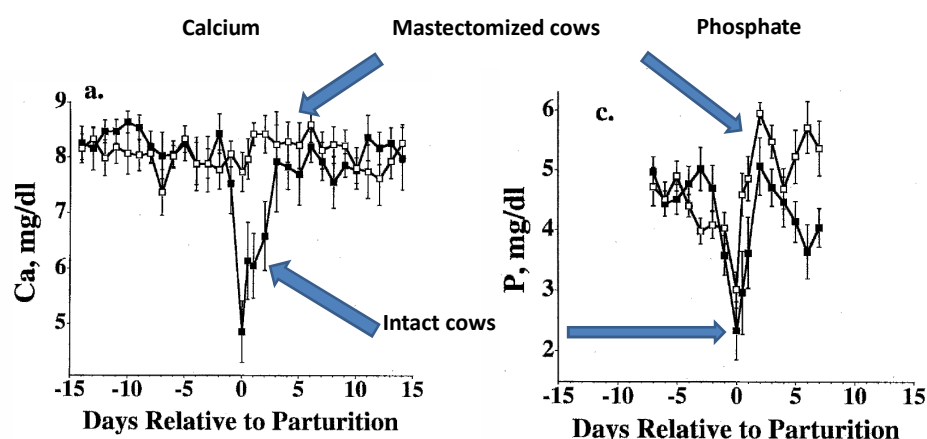 Calcium
Mastectomized cows
Phosphate
a.
9
8
7
6
5
Ca, mg/dl
-15
-10
-5
0
5
10
15
Days Relative to Parturition
Intact cows
c.
6
5
4
3
2
P, mg/dl
-15
-10
-5
0
5
10
15
Days Relative to Parturition